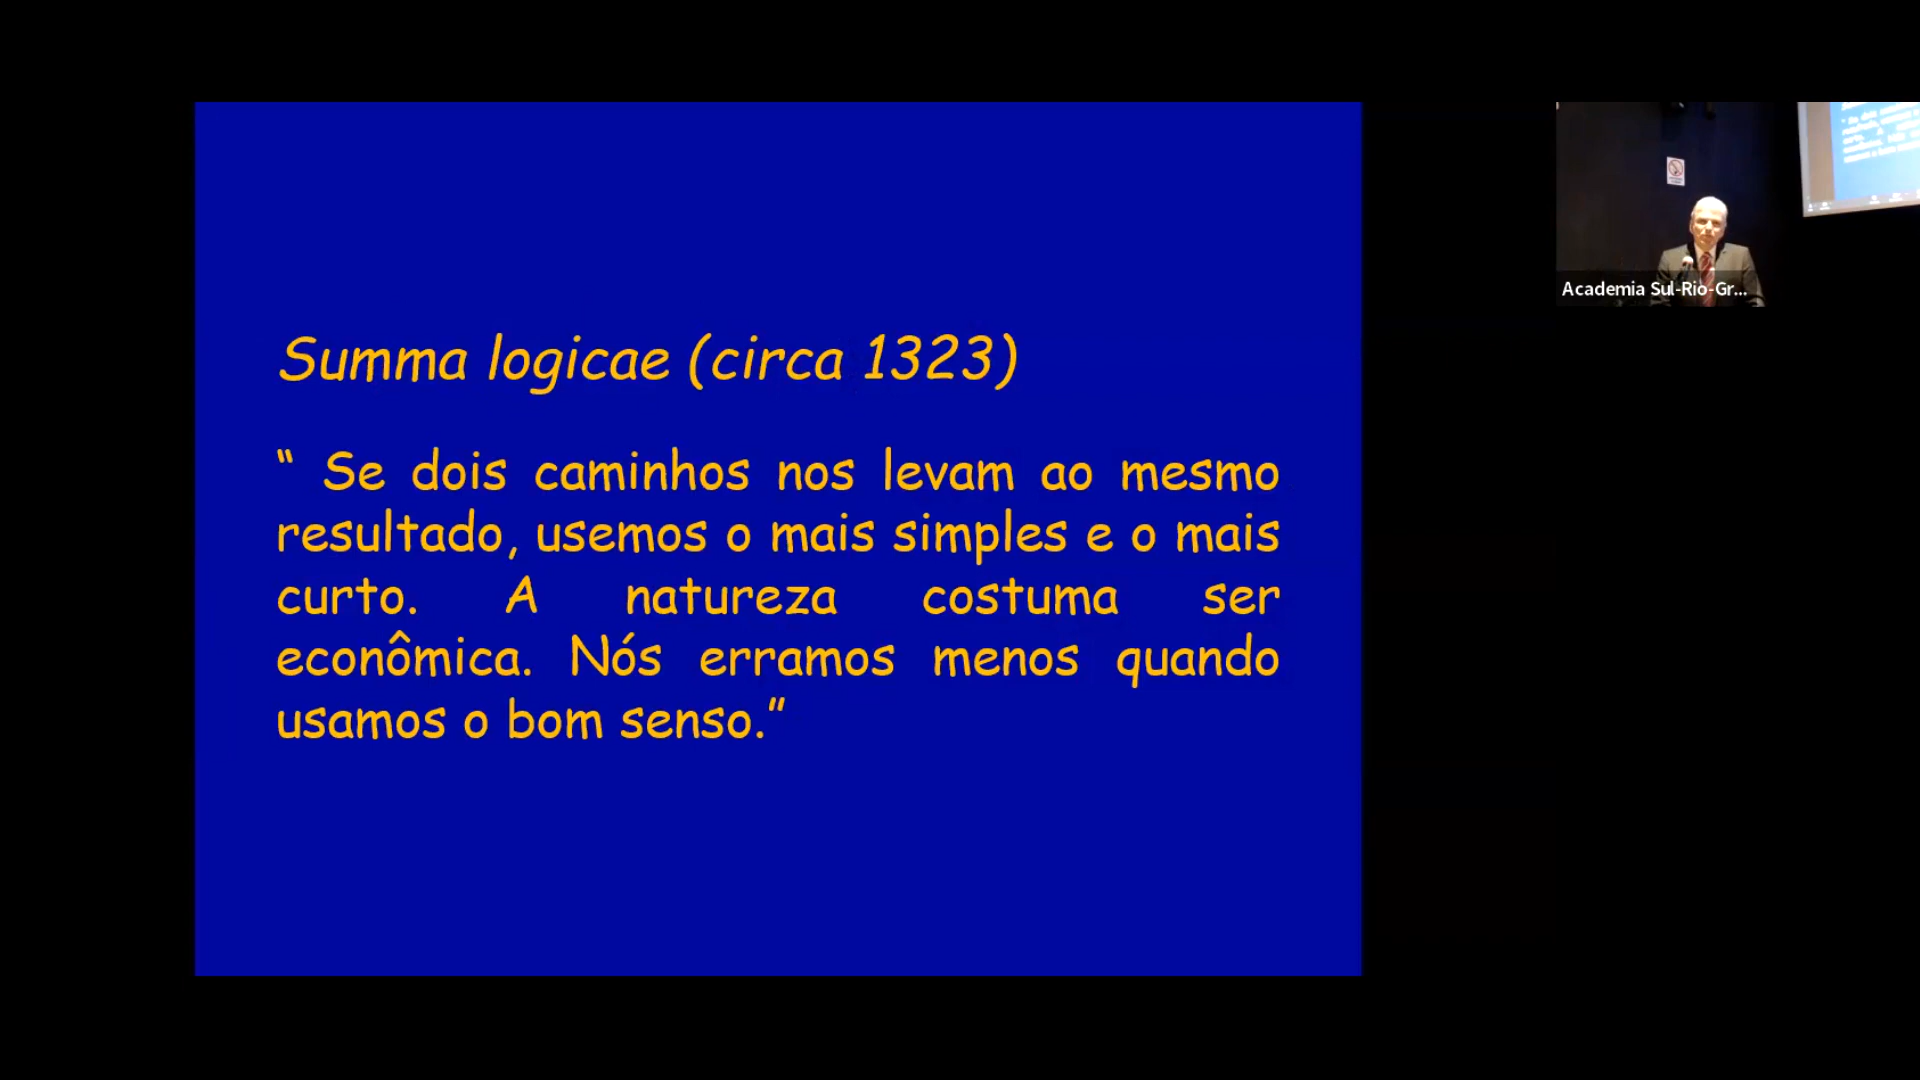 Summa logicae (circa 1323)
“ Se dois caminhos nos levam ao mesmo
resultado, usemos o mais simples e o mais
curto. A natureza costuma ser
econômica. Nós erramos menos quando
usamos o bom senso.”
Academia Sul-Rio-Gr...